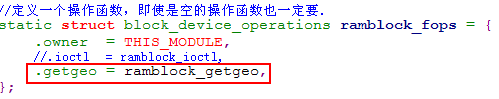 //定义一个操作函数，即使是空的操作函数也一定要.
static struct block_device_operations ramblock_fops = {
.owner = THIS_MODULE,
//.ioctl = ramblock_ioctl,
.getgeo = ramblock_getgeo,
};